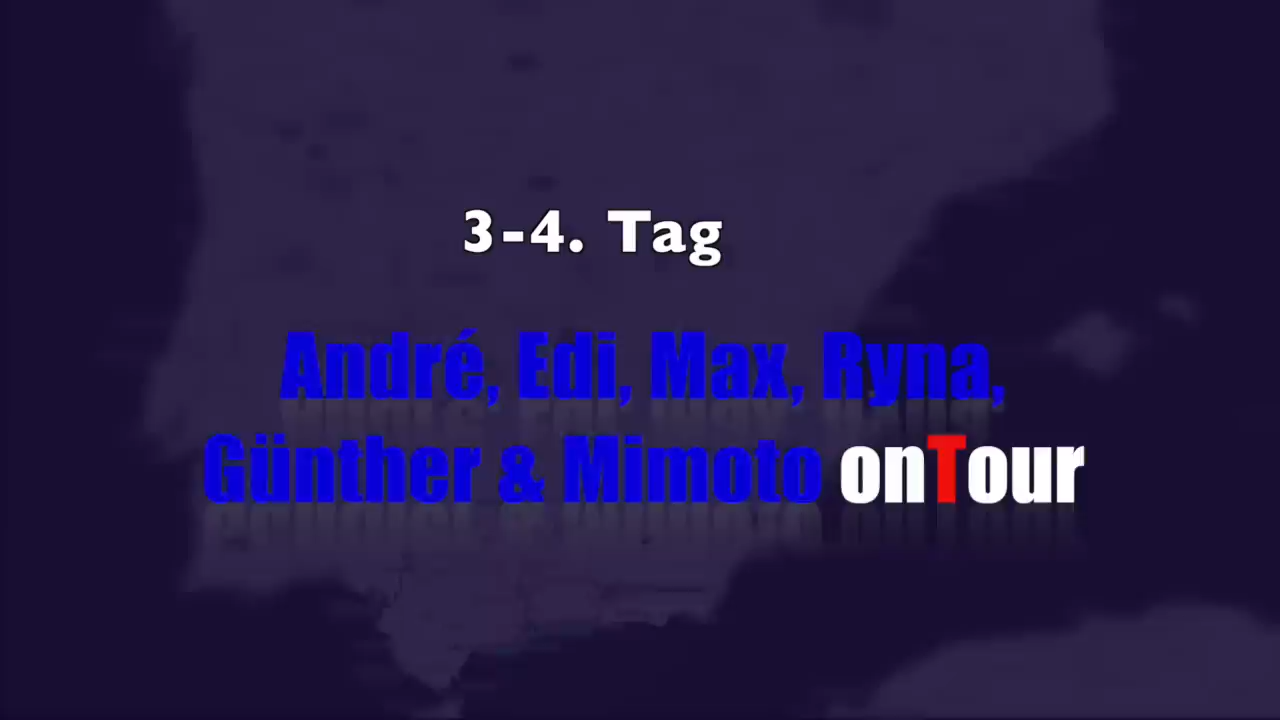 3-4. Tag
André, Edi, Max, Ryna,
Günther & Mimoto onTour